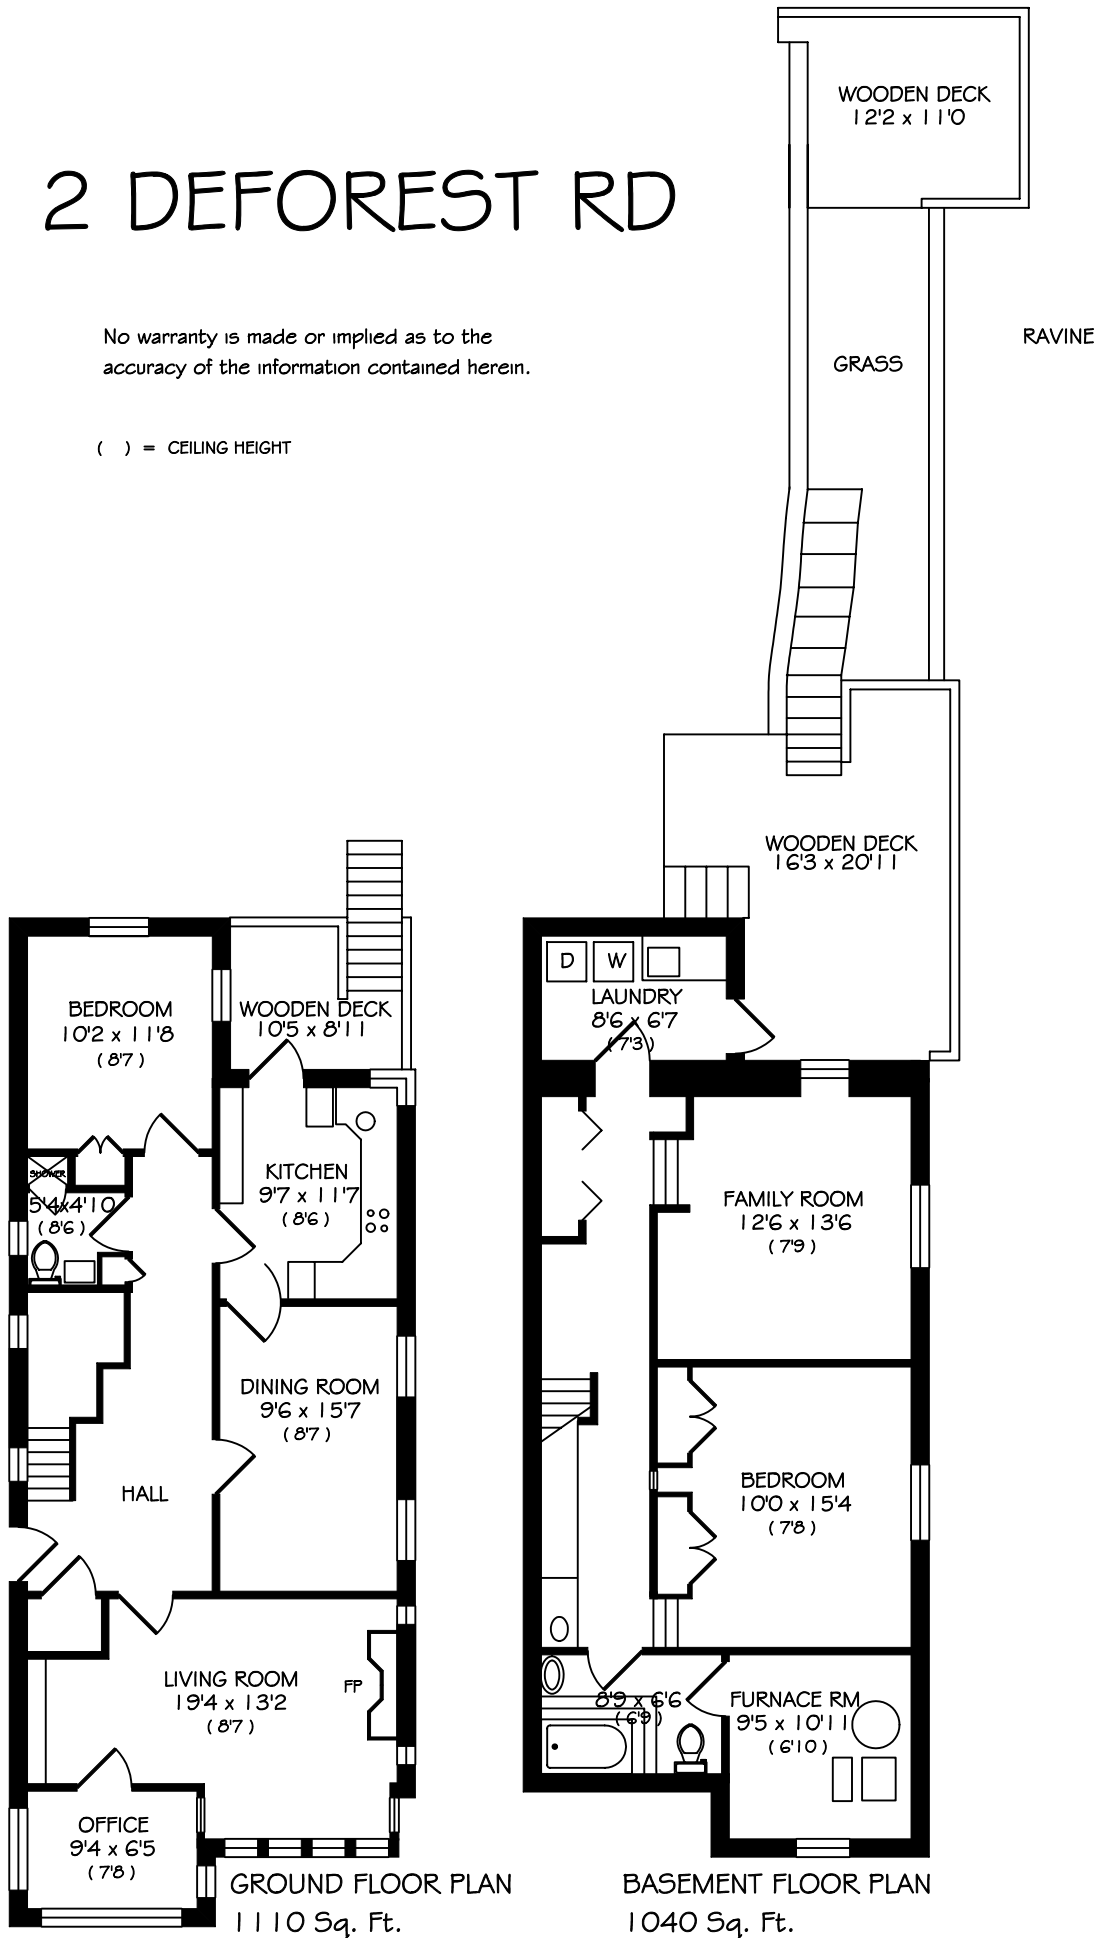 2 DEFOREST RD
No warranty is made or implied as to the
accuracy of the information contained herein.
( ) = CEILING HEIGHT
WOODEN DECK
12'2 x 11'0
RAVINE
GRASS
WOODEN DECK
16'3 x 20'11
BEDROOM
10'2 x 11'8
(8'7)
WOODEN DECK
10'5 x 8'11
SHOWER
5'4x4'10
(8'6)
KITCHEN
9'7 x 11'7
(8'6)
DINING ROOM
9'6 x 15'7
(8'7)
HALL
LIVING ROOM
19'4 x 13'2
(8'7)
FP
OFFICE
9'4 x 6'5
(7'8)
GROUND FLOOR PLAN
1110 Sq. Ft.
D
W
LAUNDRY
8'6 x 6'7
(7'3)
FAMILY ROOM
12'6 x 13'6
(7'9)
BEDROOM
10'0 x 15'4
(7'8)
8'9 x 6'6
(6'9)
FURNACE RM
9'5 x 10'11
(6'10)
BASEMENT FLOOR PLAN
1040 Sq. Ft.